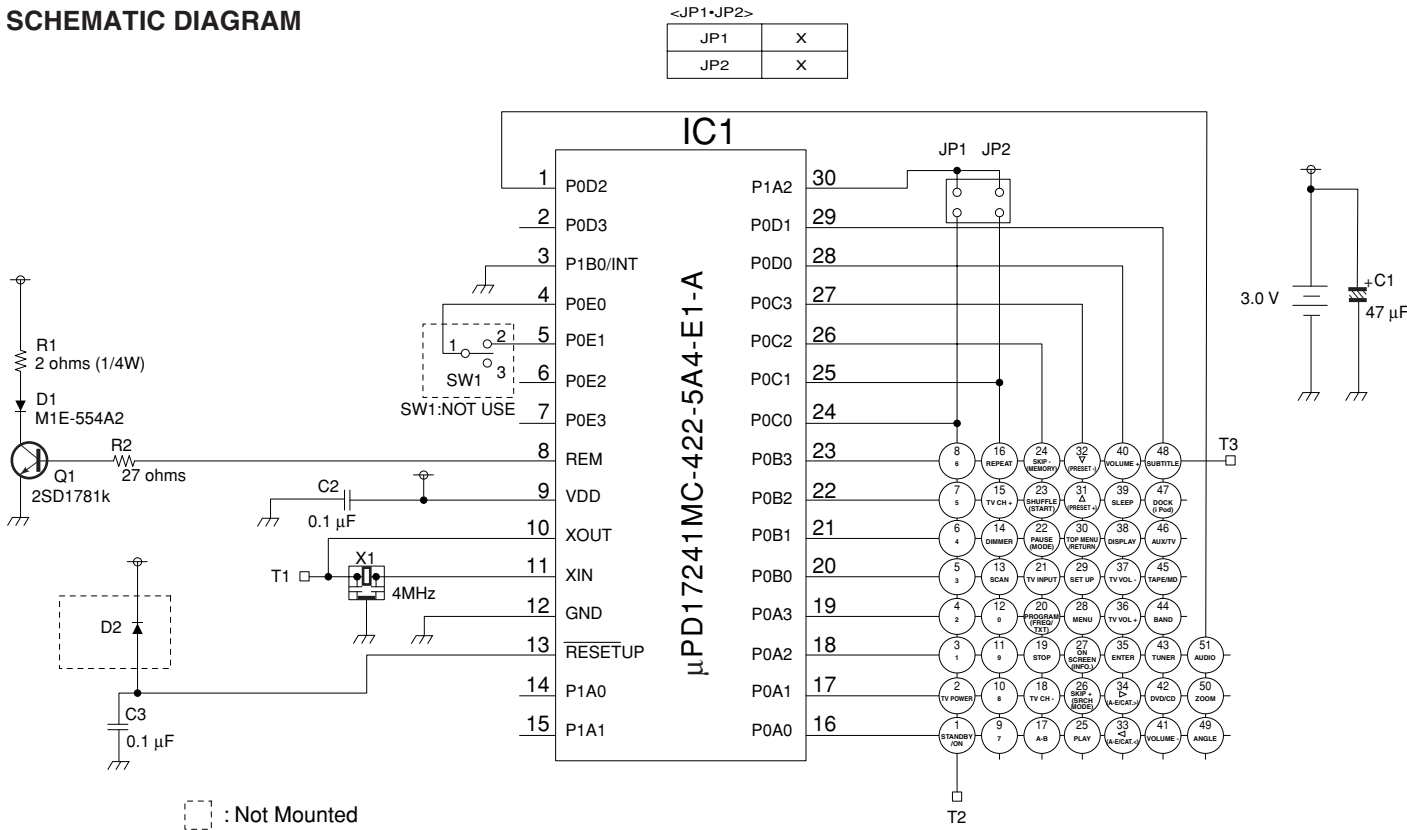 SCHEMATIC DIAGRAM
<JP1•JP2>
JP1 X
JP2 X
IC1
JP1 JP2
1 P0D2
2 P0D3
3 P1B0/INT
4 P0E0
5 P0E1
6 P0E2
7 P0E3
8 REM
9 VDD
10 XOUT
11 XIN
12 GND
13 RESETUP
14 P1A0
15 P1A1
µPD17241MC-422-5A4-E1-A
P1A2 30
P0D1 29
P0D0 28
P0C3 27
P0C2 26
P0C1 25
P0C0 24
P0B3 23
P0B2 22
P0B1 21
P0B0 20
P0A3 19
P0A2 18
P0A1 17
P0A0 16
1 2
3
SW1
SW1:NOT USE
R1
2 ohms (1/4W)
D1
M1E-554A2
Q1
2SD1781k
R2
27 ohms
C2
0.1 µF
T1
X1
4MHz
D2
C3
0.1 µF
3.0 V
+C1
47 µF
8 6
16 REPEAT
24 SKIP - (MEMORY)
32 ▽ (PRESET -)
40 VOLUME +
48 SUBTITLE
T3
7 5
15 TV CH +
23 SHUFFLE (START)
31 △ (PRESET +)
39 SLEEP
47 DOCK (i Pod)
6 4
14 DIMMER
22 PAUSE (MODE)
30 TOP MENU /RETURN
38 DISPLAY
46 AUX/TV
5 3
13 SCAN
21 TV INPUT
29 SET UP
37 TV VOL -
45 TAPE/MD
4 2
12 0
20 PROGRAM (FREQ/ TXT)
28 MENU
36 TV VOL +
44 BAND
3 1
11 9
19 STOP
27 ON SCREEN (INFO.)
35 ENTER
43 TUNER
51 AUDIO
2 TV POWER
10 8
18 TV CH -
26 SKIP + (SRCH MODE)
34 ▷ (A-E/CAT.>)
42 DVD/CD
50 ZOOM
1 STANDBY /ON
9 7
17 A-B
25 PLAY
33 ◁ (A-E/CAT.<)
41 VOLUME -
49 ANGLE
T2
: Not Mounted